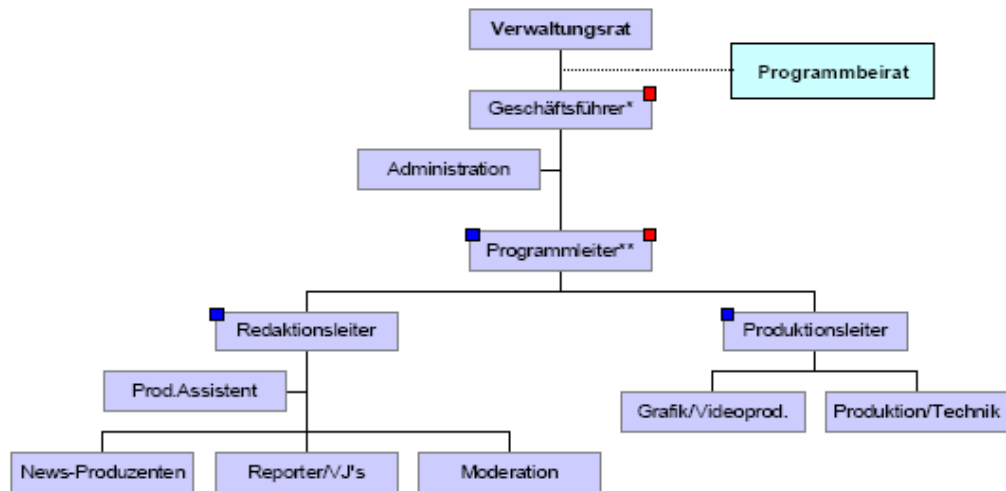 Verwaltungsrat
Programmbeirat
Geschäftsführer*
Administration
Programmleiter**
Redaktionsleiter
Produktionsleiter
Prod.Assistent
Grafik/Videoprod.
Produktion/Technik
News-Produzenten
Reporter/VJ's
Moderation